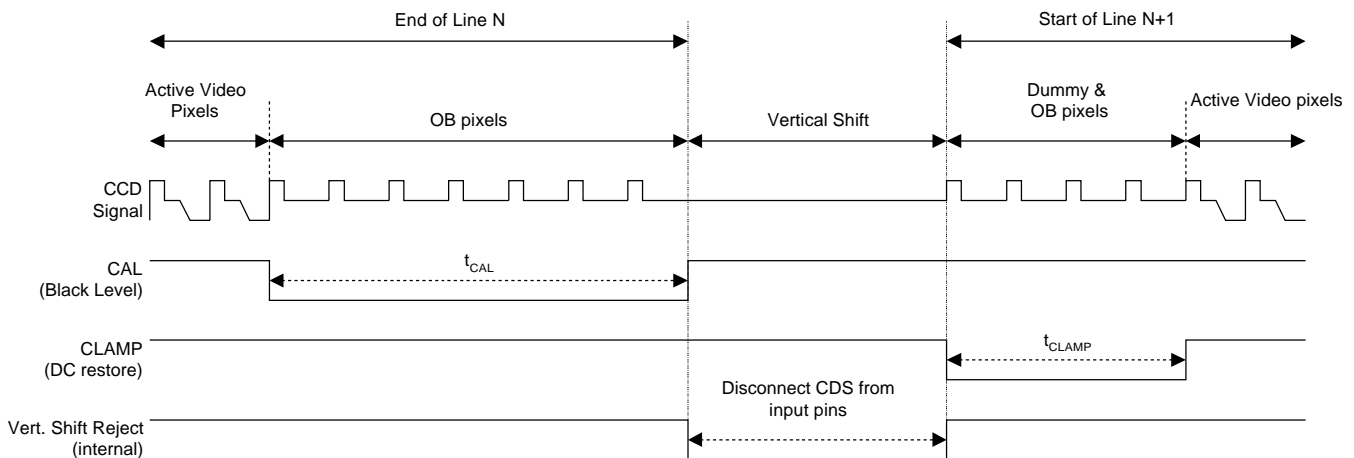 End of Line N
Start of Line N+1
Active Video
Pixels
OB pixels
Vertical Shift
Dummy &
OB pixels
Active Video pixels
CCD
Signal
CAL
(Black Level)
tCAL
CLAMP
(DC restore)
tCLAMP
Disconnect CDS from
input pins
Vert. Shift Reject
(internal)